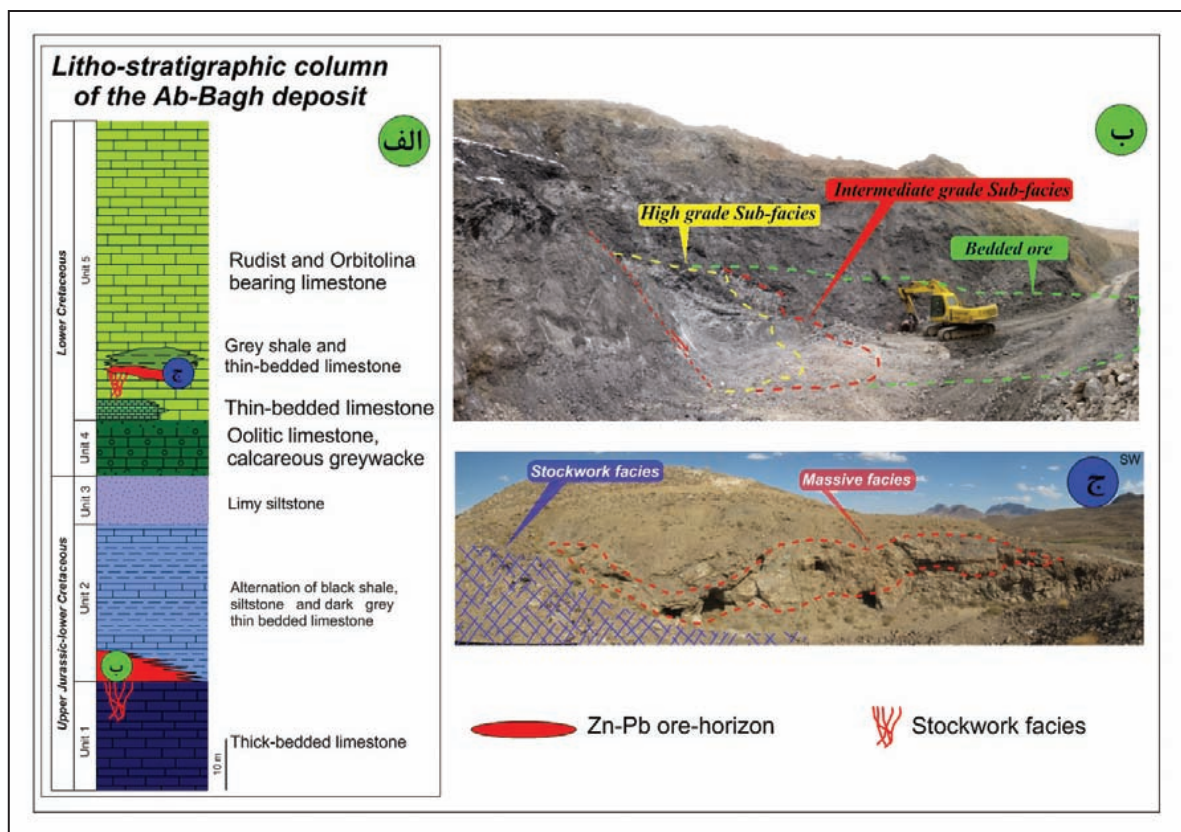 Litho-stratigraphic column
of the Ab-Bagh deposit
الف
Lower Cretaceous
Upper Jurassic-lower Cretaceous
Unit 5
Unit 4
Unit 3
Unit 2
Unit 1
Rudist and Orbitolina
bearing limestone
Grey shale and
thin-bedded limestone
ج
Thin-bedded limestone
Oolitic limestone,
calcareous greywacke
Limy siltstone
Alternation of black shale,
siltstone and dark grey
thin bedded limestone
ب
Thick-bedded limestone
10 m
ب
Intermediate grade Sub-facies
High grade Sub-facies
Bedded ore
Stockwork facies
Massive facies
SW
ج
Zn-Pb ore-horizon
Stockwork facies